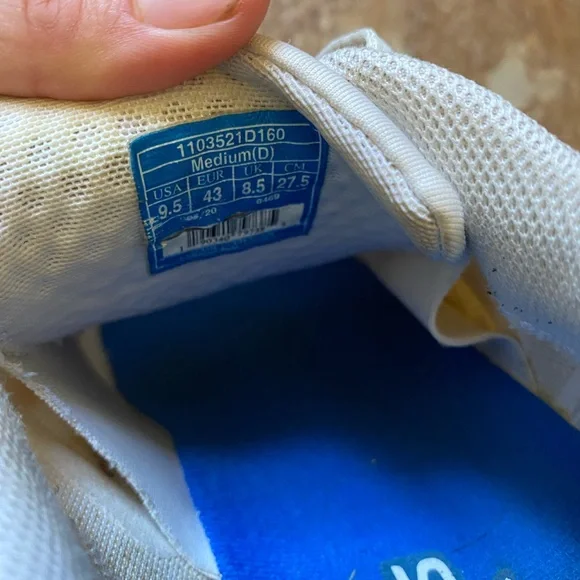 1103521D160
Medium(D)
USA EUR UK CM
9.5 43 8.5 27.5
S